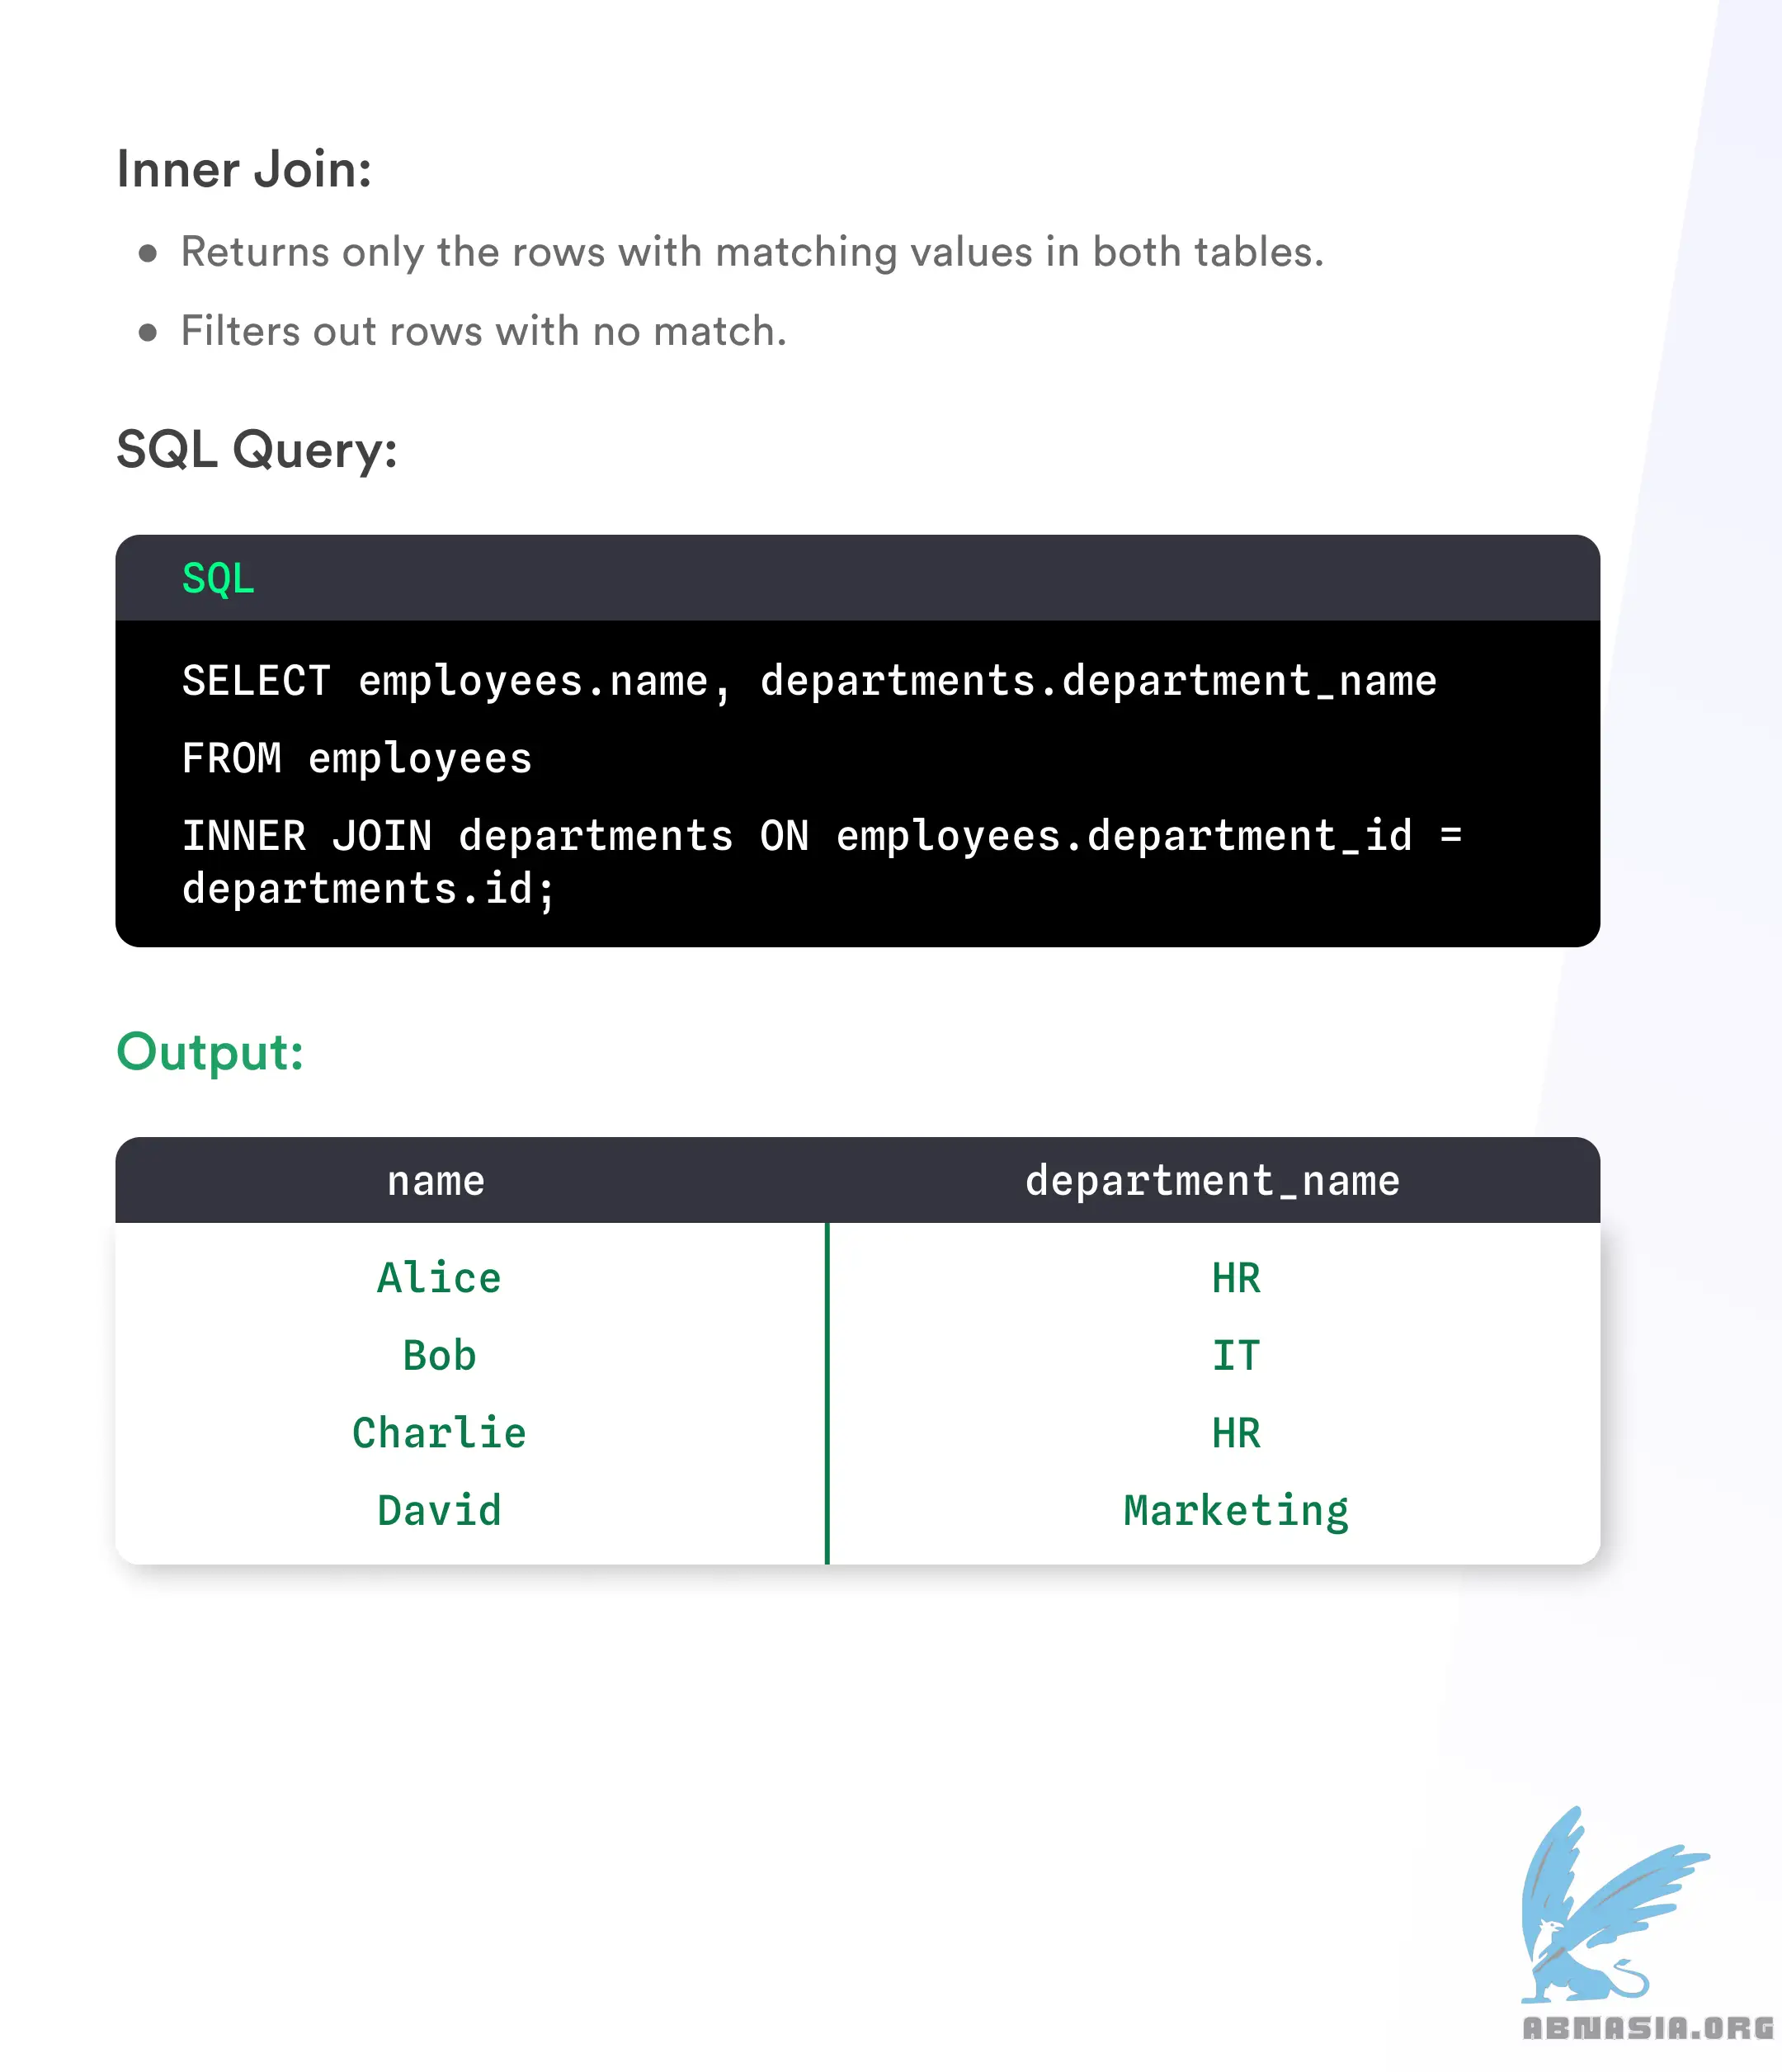 Inner Join:
● Returns only the rows with matching values in both tables.
● Filters out rows with no match.
SQL Query:
SQL
SELECT employees.name, departments.department_name
FROM employees
INNER JOIN departments ON employees.department_id =
departments.id;
Output:
name department_name
Alice HR
Bob IT
Charlie HR
David Marketing
ABNASIA.ORG